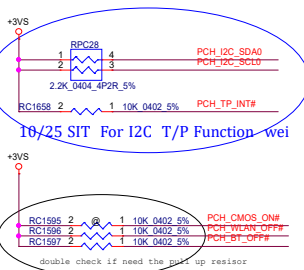 +3VS
RPC28
1 4 PCH_I2C_SDA0
2 3 PCH_I2C_SCL0
2.2K_0404_4P2R_5%
RC1658 2 1 10K_0402_5% PCH_TP_INT#
10/25 SIT For I2C T/P Function wei
+3VS
RC1595 2 @ 1 10K_0402_5% PCH_CMOS_ON#
RC1596 2 1 10K_0402_5% PCH_WLAN_OFF#
RC1597 2 1 10K_0402_5% PCH_BT_OFF#
double check if need the pull up resisor